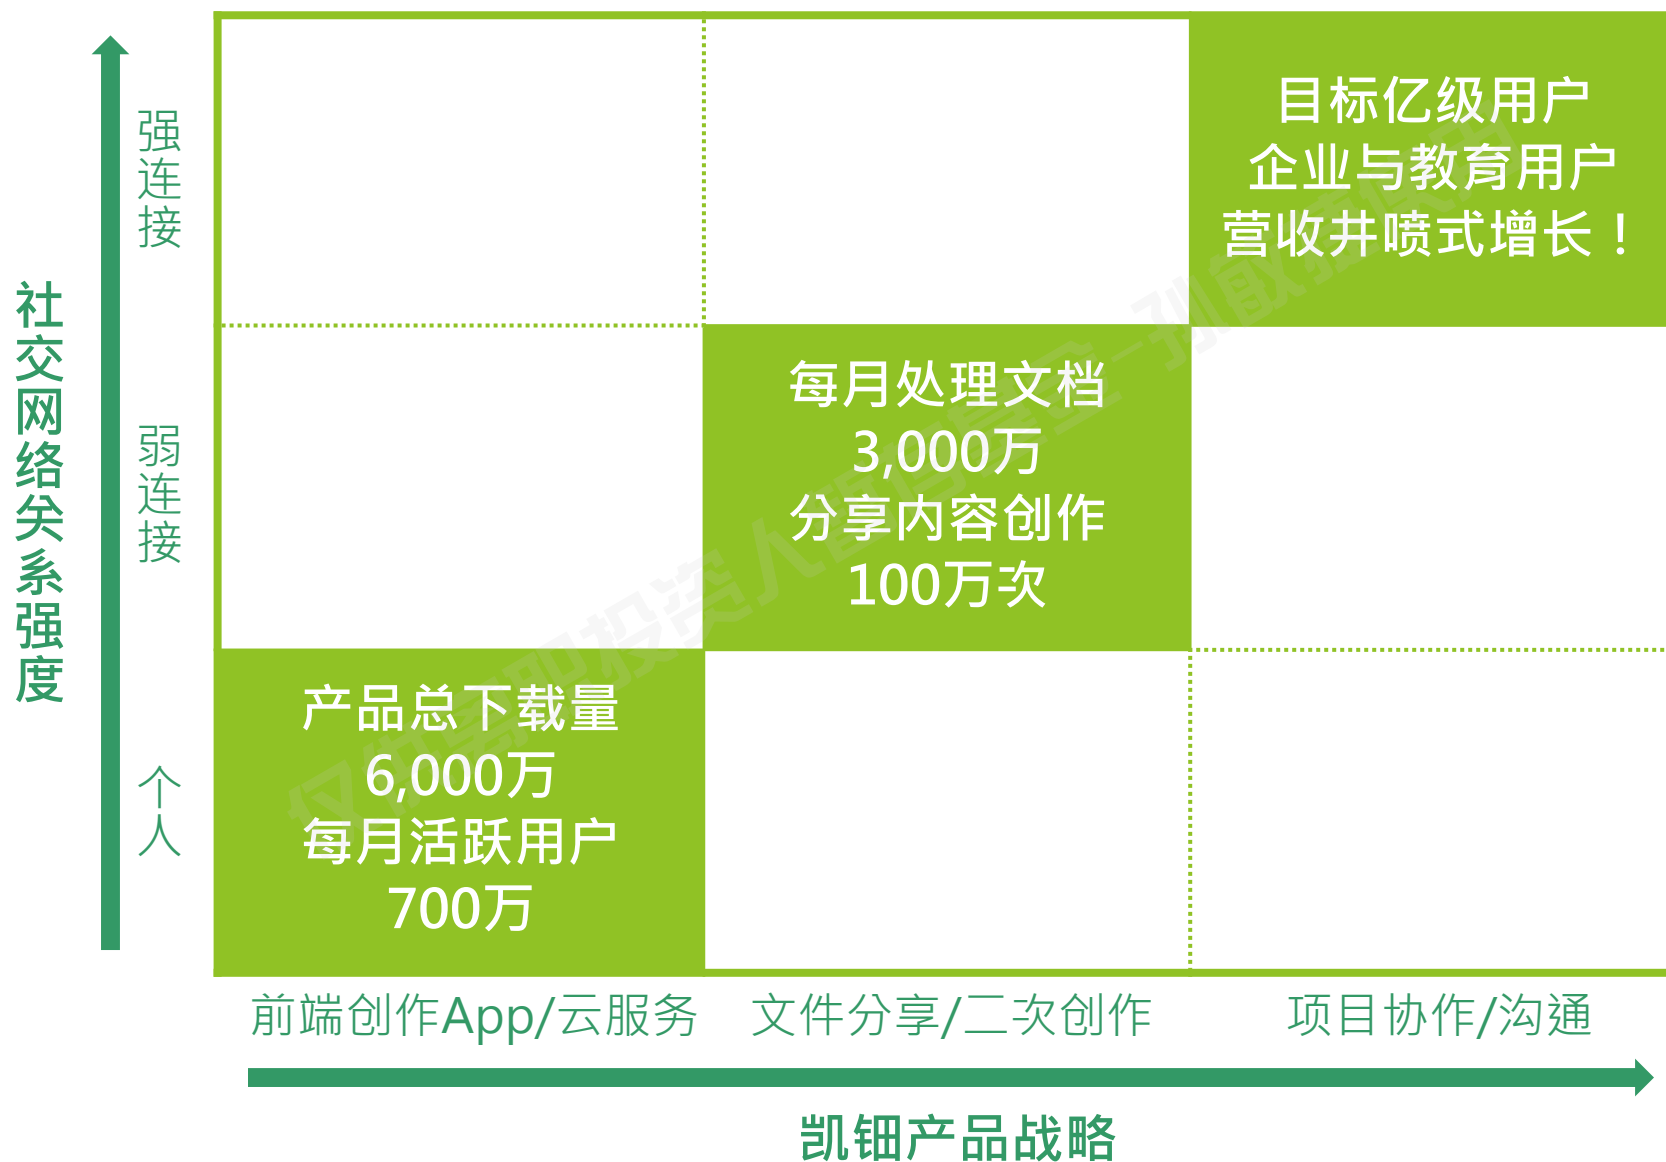 目标亿级用户
企业与教育用户
营收井喷式增长！
强连接
每月处理文档
3,000万
分享内容创作
100万次
弱连接
社交网络关系强度
产品总下载量
6,000万
每月活跃用户
700万
个人
前端创作App/云服务
文件分享/二次创作
项目协作/沟通
凯钿产品战略